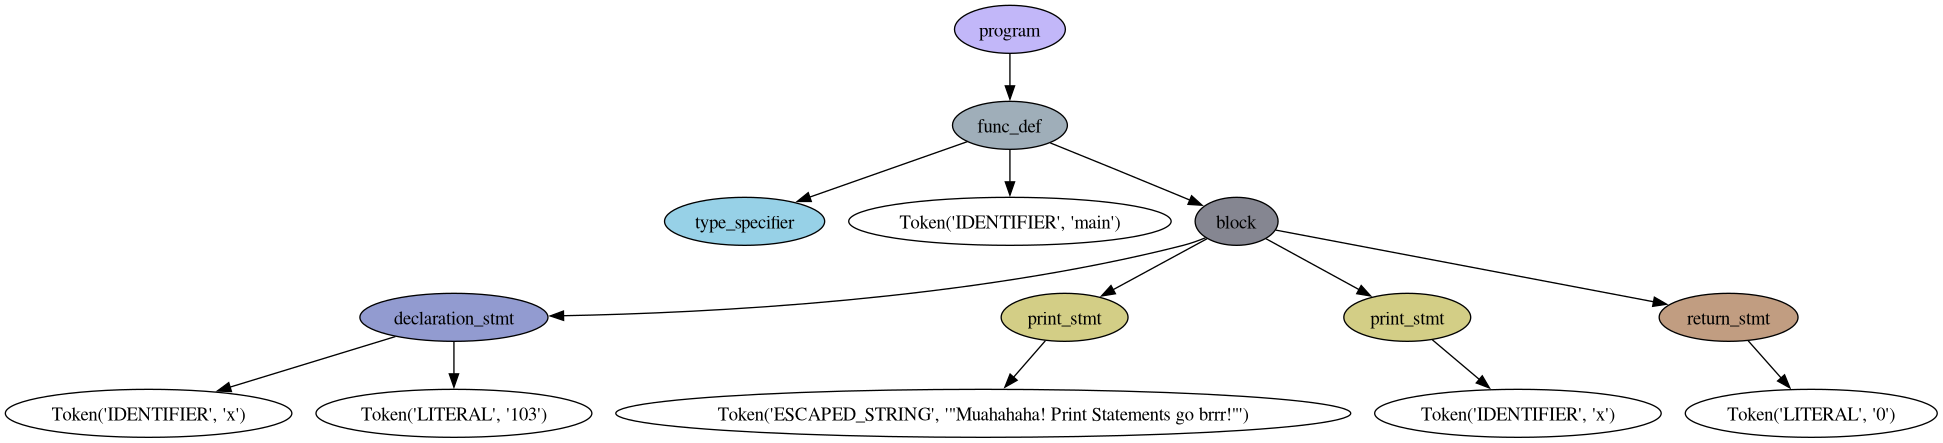 program
func_def
type_specifier
Token('IDENTIFIER', 'main')
block
declaration_stmt
print_stmt
print_stmt
return_stmt
Token('IDENTIFIER', 'x')
Token('LITERAL', '103')
Token('ESCAPED_STRING', '"Muahahaha! Print Statements go brrr!"')
Token('IDENTIFIER', 'x')
Token('LITERAL', '0')